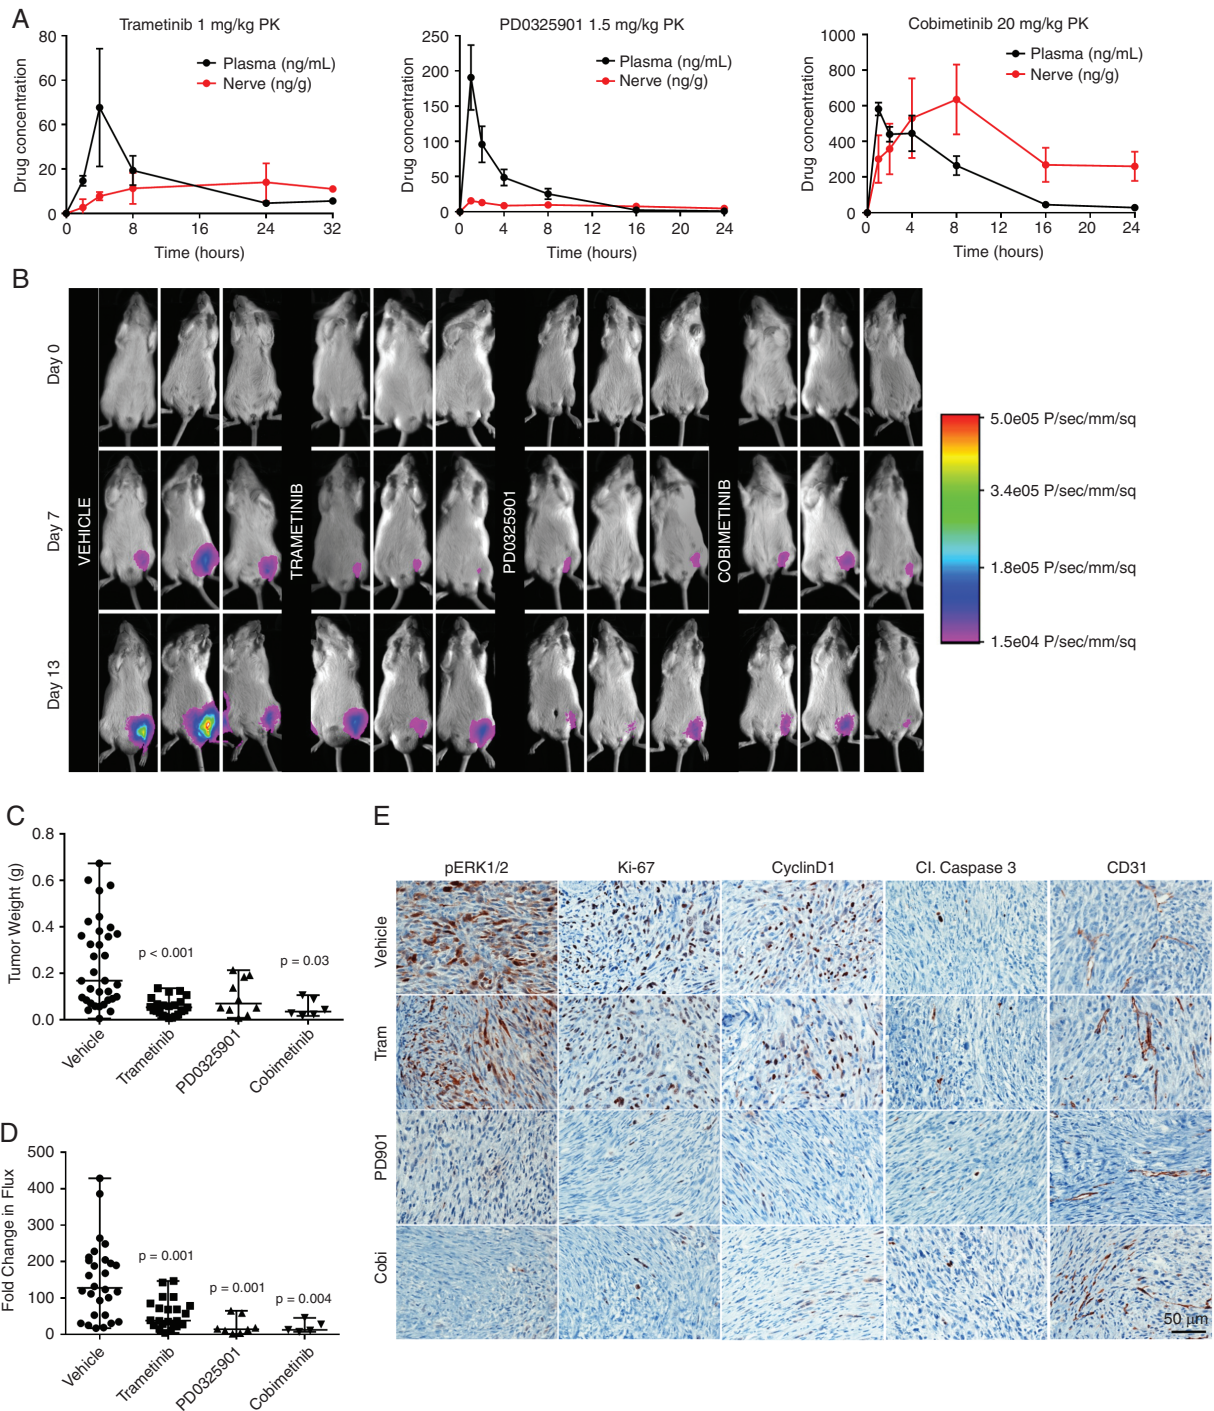 A
Trametinib 1 mg/kg PK
Drug concentration
80
60
60
20
0
Plasma (ng/mL)
Nerve (ng/g)
0 8 16 24 32
Time (hours)
PD0325901 1.5 mg/kg PK
Drug concentration
250
200
150
100
50
0
Plasma (ng/mL)
Nerve (ng/g)
0 4 8 12 16 20 24
Time (hours)
Cobimetinib 20 mg/kg PK
Drug concentration
1000
800
600
400
200
0
Plasma (ng/mL)
Nerve (ng/g)
0 4 8 12 16 20 24
Time (hours)
B
Day 0
Day 7
Day 13
VEHICLE
TRAMETINIB
PD0325901
COBIMETINIB
5.0e05 P/sec/mm/sq
3.4e05 P/sec/mm/sq
1.8e05 P/sec/mm/sq
1.5e04 P/sec/mm/sq
C
Tumor Weight (g)
0.8
0.6
0.4
0.2
0.0
p < 0.001
p = 0.03
Vehicle
Trametinib
PD0325901
Cobimetinib
D
Fold Change in Flux
500
400
300
200
100
0
p = 0.001
p = 0.001
p = 0.004
Vehicle
Trametinib
PD0325901
Cobimetinib
E
pERK1/2 Ki-67 CyclinD1 Cl. Caspase 3 CD31
Vehicle
Tram
PD901
Cobi
50 μm